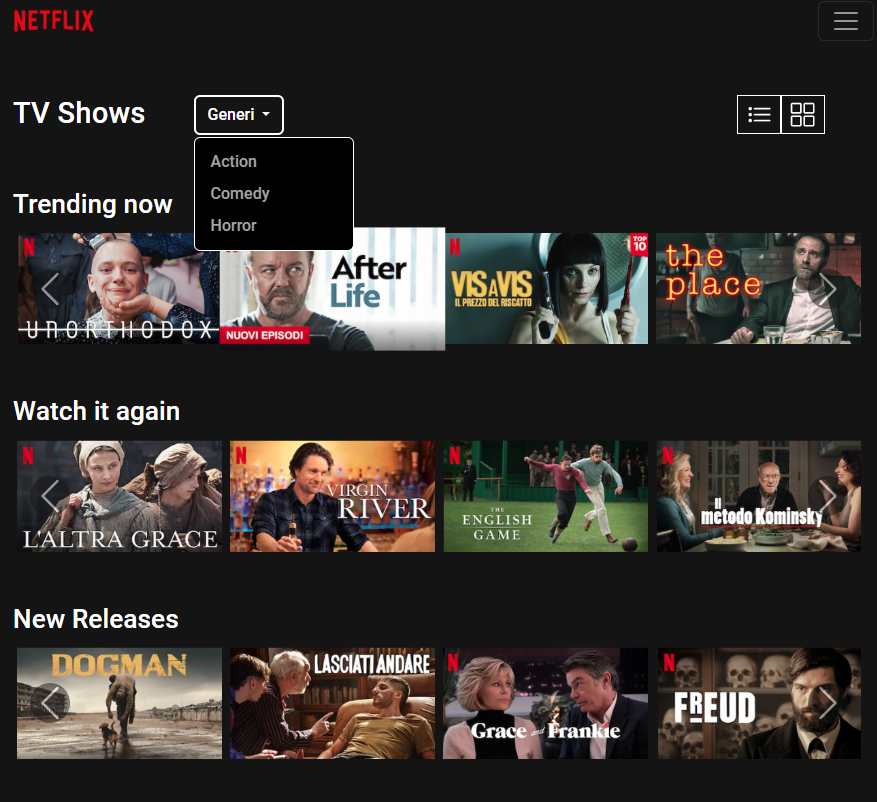 NETFLIX
TV Shows
Generi
Action
Comedy
Horror
Trending now
N
UNORTHODOX
After
Life
NUOVI EPISODI
N
TOP
10
VIS A VIS
IL PREZZO DEL RISCATTO
the
place
Watch it again
N
L'ALTRA GRACE
N
VIRGIN
RIVER
N
THE
ENGLISH
GAME
N
Il
metodo Kominsky
New Releases
DOGMAN
LASCIATI ANDARE
N
Grace and Frankie
N
FREUD